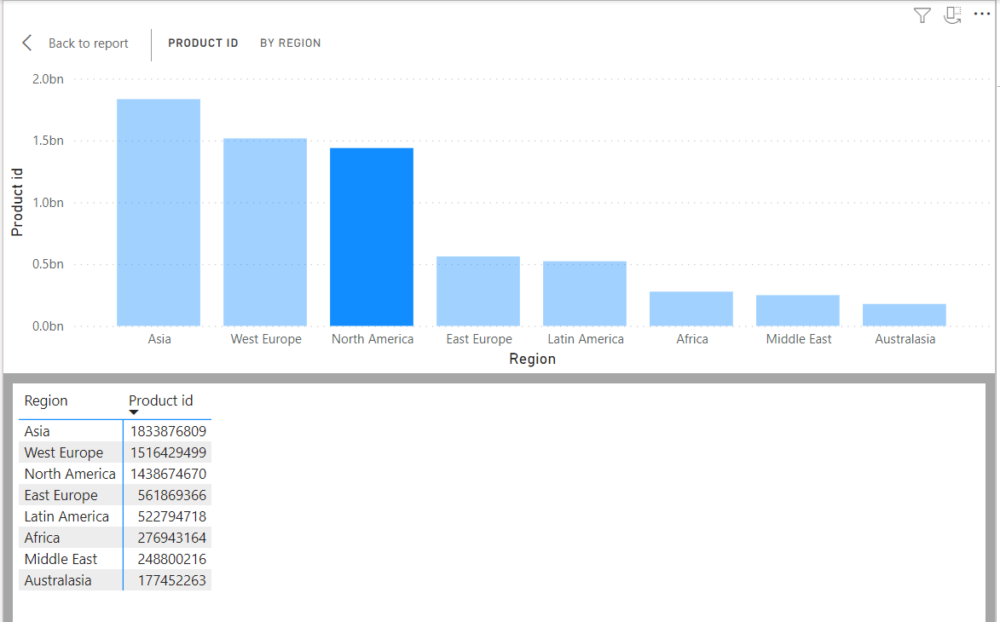 Back to report PRODUCT ID BY REGION
2.0bn
1.5bn
1.0bn
0.5bn
0.0bn
Product id
Asia West Europe North America East Europe Latin America Africa Middle East Australasia
Region
Region Product id
Asia 1833876809
West Europe 1516429499
North America 1438674670
East Europe 561869366
Latin America 522794718
Africa 276943164
Middle East 248800216
Australasia 177452263